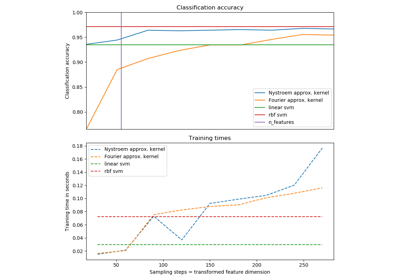 Classification accuracy
1.00
0.95
0.90
0.85
0.80
Classification accuracy
Nystroem approx. kernel
Fourier approx. kernel
linear svm
rbf svm
n_features
Training times
0.18
0.16
0.14
0.12
0.10
0.08
0.06
0.04
0.02
Training time in seconds
Nystroem approx. kernel
Fourier approx. kernel
linear svm
rbf svm
50 100 150 200 250
Sampling steps = transformed feature dimension